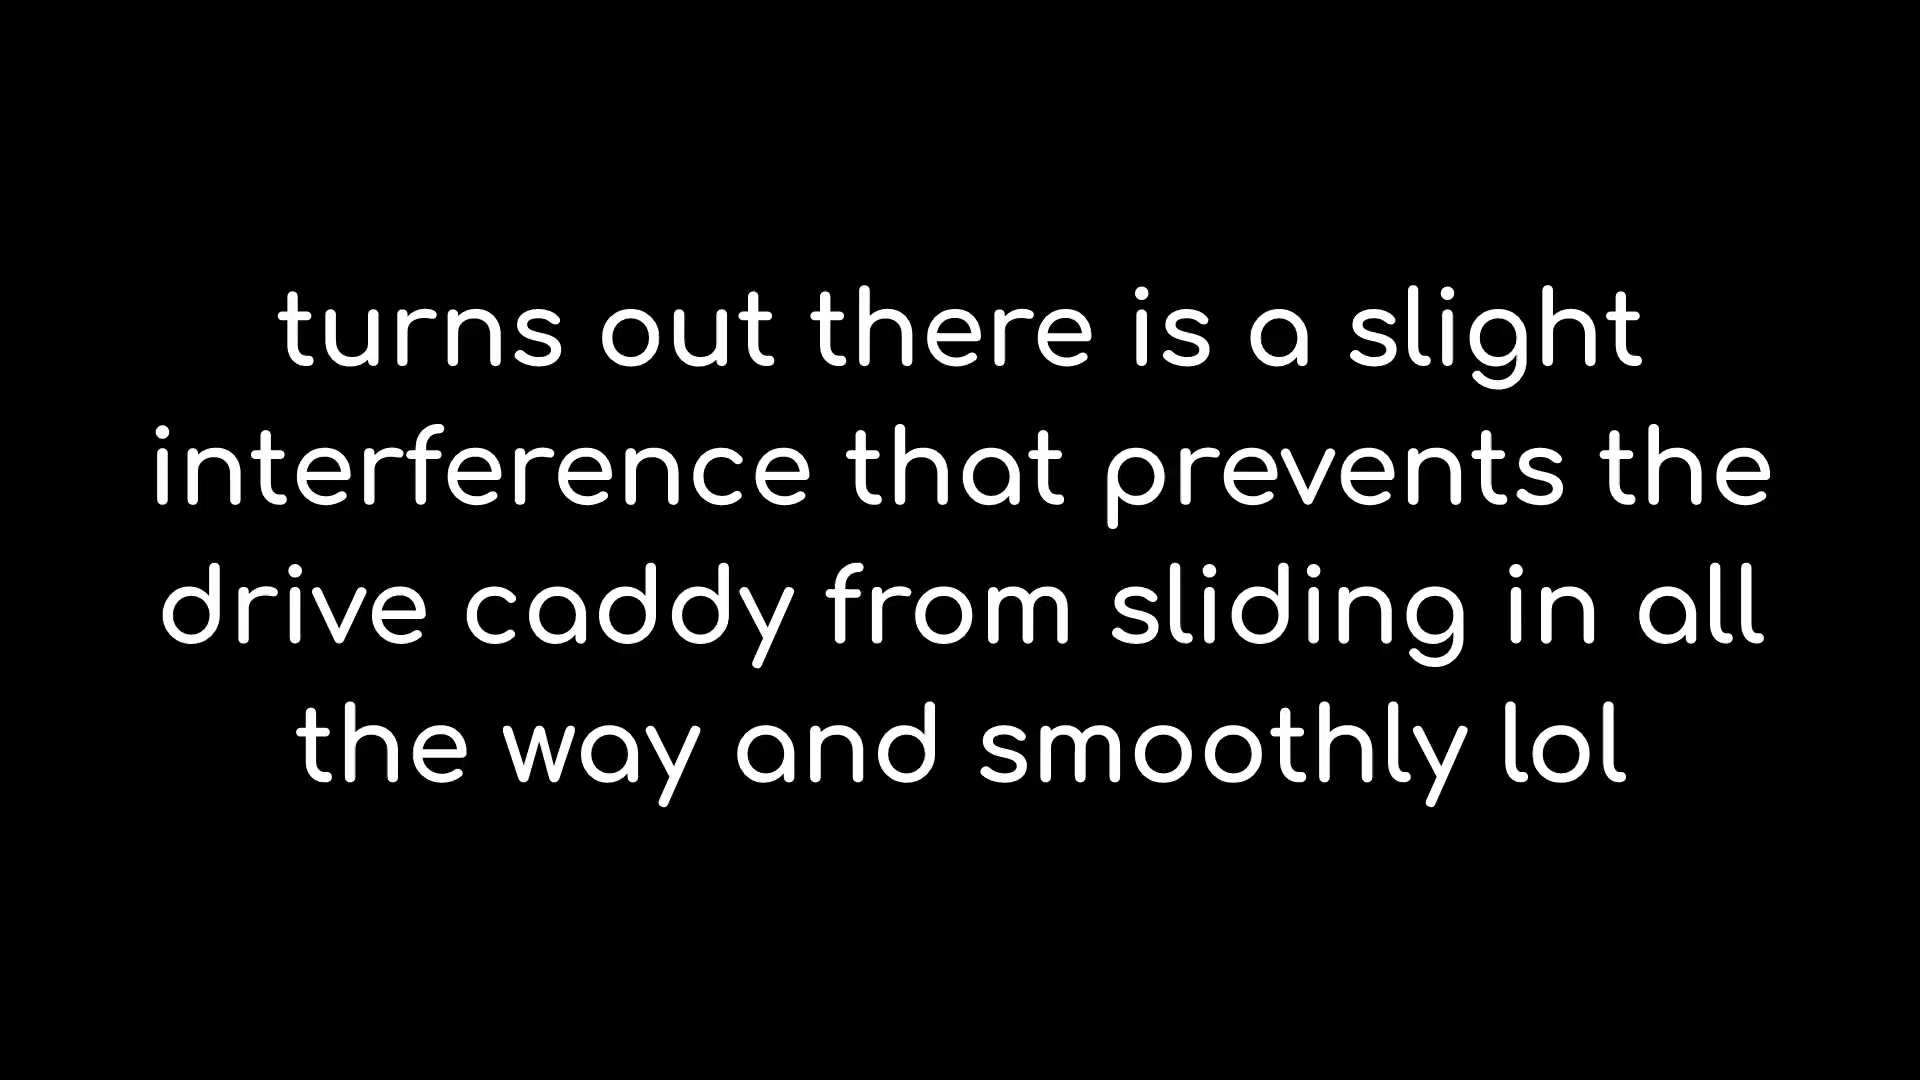 turns out there is a slight
interference that prevents the
drive caddy from sliding in all
the way and smoothly lol